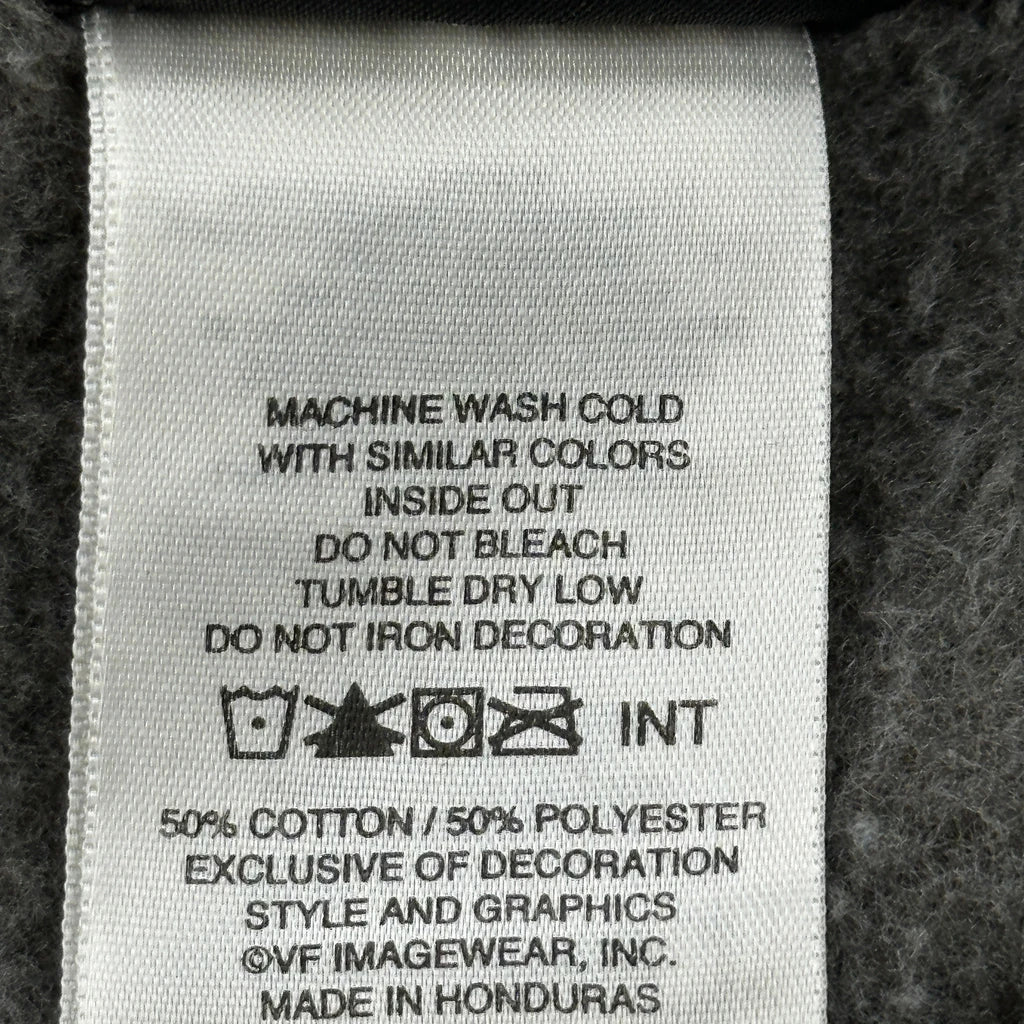 MACHINE WASH COLD
WITH SIMILAR COLORS
INSIDE OUT
DO NOT BLEACH
TUMBLE DRY LOW
DO NOT IRON DECORATION
INT
50% COTTON / 50% POLYESTER
EXCLUSIVE OF DECORATION
STYLE AND GRAPHICS
©VF IMAGEWEAR, INC.
MADE IN HONDURAS